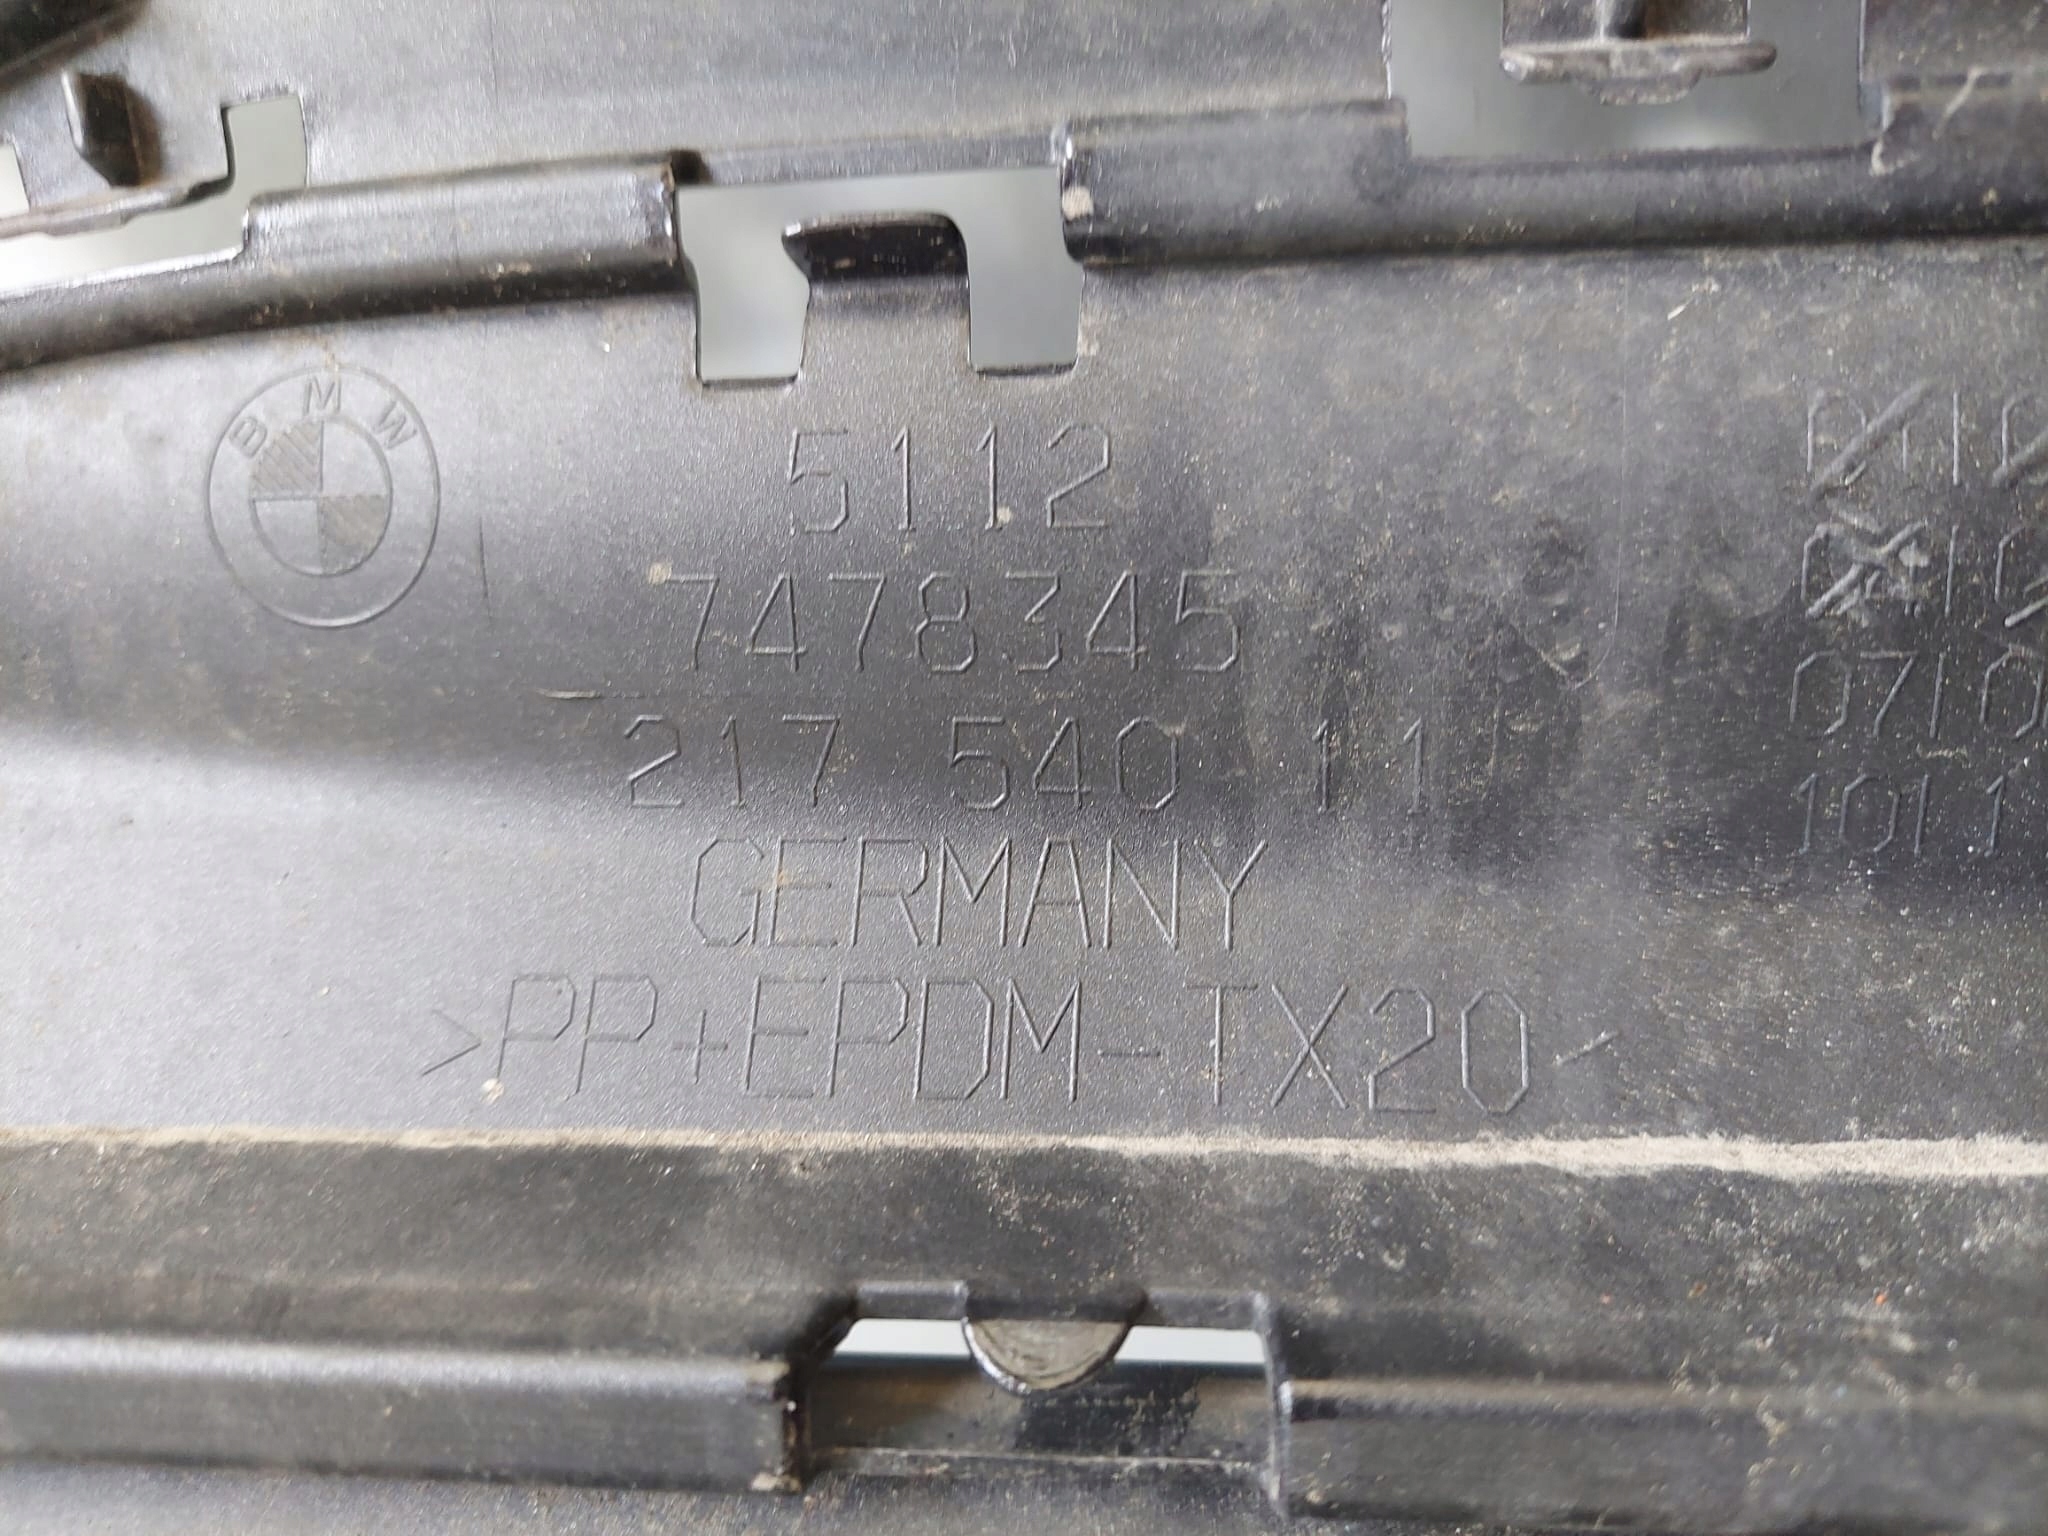 BMW
5112
7478345
217 540 11
GERMANY
>PP+EPDM-TX20<